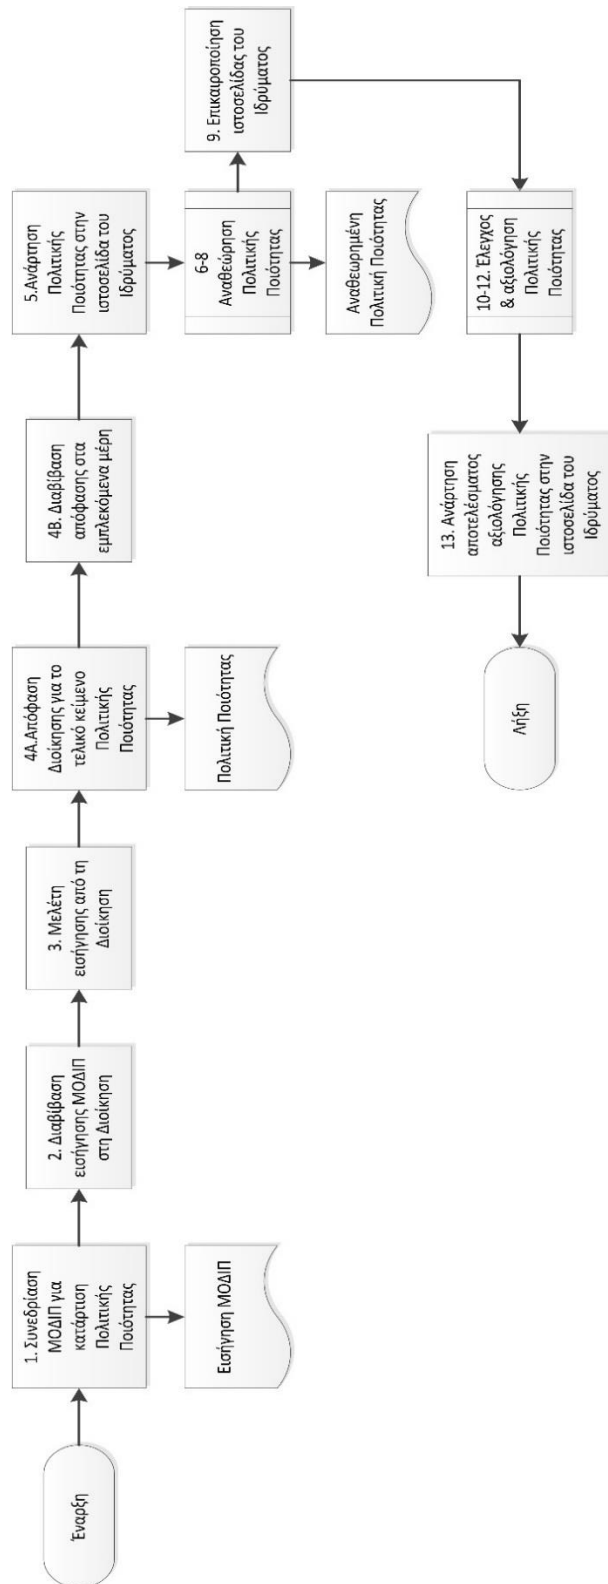 Έναρξη
1. Συνεδρίαση
ΜΟΔΙΠ για
κατάρτιση
Πολιτικής
Ποιότητας
Εισήγηση ΜΟΔΙΠ
2. Διαβίβαση
εισήγησης ΜΟΔΙΠ
στη Διοίκηση
3. Μελέτη
εισήγησης από τη
Διοίκηση
4Α.Απόφαση
Διοίκησης για το
τελικό κείμενο
Πολιτικής
Ποιότητας
Πολιτική Ποιότητας
4Β. Διαβίβαση
απόφασης στα
εμπλεκόμενα μέρη
5.Ανάρτηση
Πολιτικής
Ποιότητας στην
ιστοσελίδα του
Ιδρύματος
6-8
Αναθεώρηση
Πολιτικής
Ποιότητας
Αναθεωρημένη
Πολιτική Ποιότητας
9. Επικαιροποίηση
ιστοσελίδας του
Ιδρύματος
10-12. Έλεγχος
& αξιολόγηση
Πολιτικής
Ποιότητας
13. Ανάρτηση
αποτελέσματος
αξιολόγησης
Πολιτικής
Ποιότητας στην
ιστοσελίδα του
Ιδρύματος
Λήξη